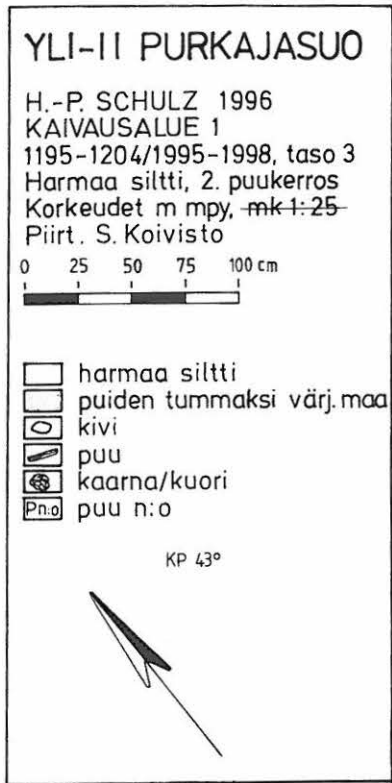 YLI-II PURKAJASUO
H.-P. SCHULZ 1996
KAIVAUSALUE 1
1195-1204/1995-1998, taso 3
Harmaa siltti, 2. puukerros
Korkeudet m mpy, mk 1:25
Piirt. S. Koivisto
0 25 50 75 100 cm
harmaa siltti
puiden tummaksi värj. maa
kivi
puu
kaarna/kuori
Pn:o puu n:o
KP 43°